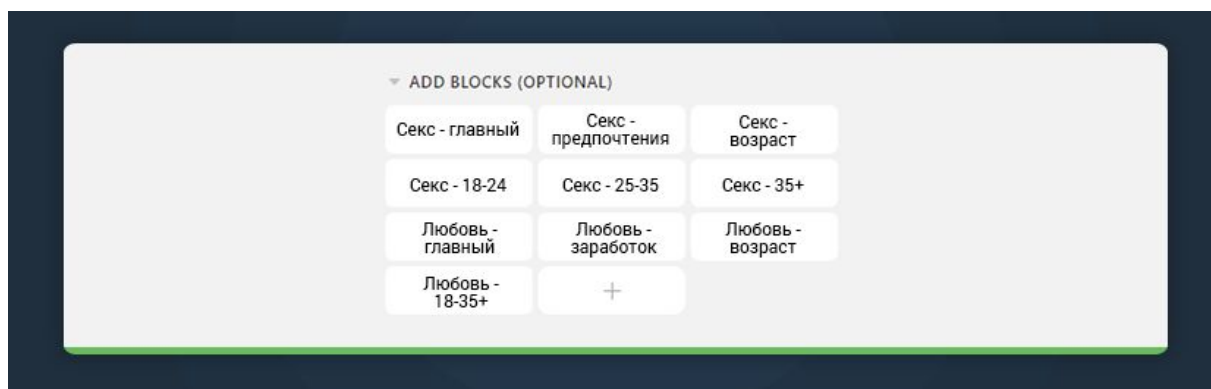 ADD BLOCKS (OPTIONAL)
Секс - главный
Секс -
предпочтения
Секс -
возраст
Секс - 18-24
Секс - 25-35
Секс - 35+
Любовь -
главный
Любовь -
заработок
Любовь -
возраст
Любовь -
18-35+
+